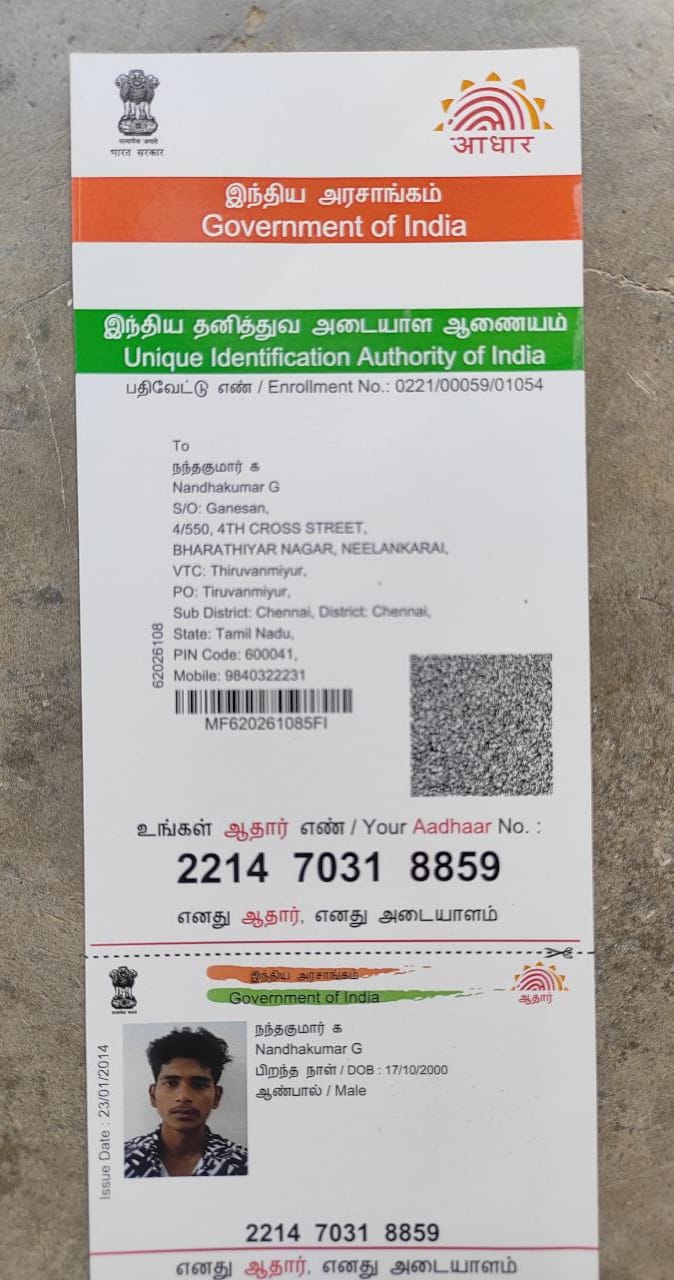 सत्यमेव जयते
भारत सरकार
आधार
இந்திய அரசாங்கம்
Government of India
இந்திய தனித்துவ அடையாள ஆணையம்
Unique Identification Authority of India
பதிவேட்டு எண் / Enrollment No.: 0221/00059/01054
To
நந்தகுமார் க
Nandhakumar G
S/O: Ganesan,
4/550, 4TH CROSS STREET,
BHARATHIYAR NAGAR, NEELANKARAI,
VTC: Thiruvanmiyur,
PO: Tiruvanmiyur,
Sub District: Chennai, District: Chennai,
State: Tamil Nadu,
PIN Code: 600041,
Mobile: 9840322231
62026108
MF620261085FI
உங்கள் ஆதார் எண் / Your Aadhaar No. :
2214 7031 8859
எனது ஆதார், எனது அடையாளம்
இந்திய அரசாங்கம்
Government of India
ஆதார்
நந்தகுமார் க
Nandhakumar G
பிறந்த நாள் / DOB : 17/10/2000
ஆண்பால் / Male
Issue Date : 23/01/2014
2214 7031 8859
எனது ஆதார், எனது அடையாளம்